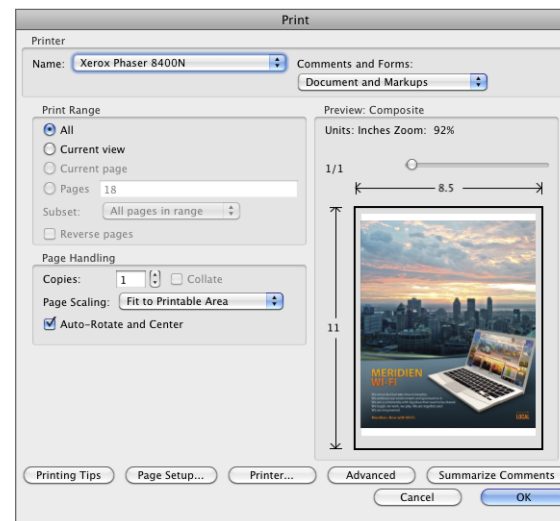 Print
Printer
Name: Xerox Phaser 8400N
Comments and Forms:
Document and Markups
Print Range
All
Current view
Current page
Pages 18
Subset: All pages in range
Reverse pages
Page Handling
Copies: 1 Collate
Page Scaling: Fit to Printable Area
Auto-Rotate and Center
Preview: Composite
Units: Inches Zoom: 92%
1/1
8.5
11
MERIDIEN
WI-FI
LOCAL
Printing Tips Page Setup... Printer... Advanced Summarize Comments
Cancel OK